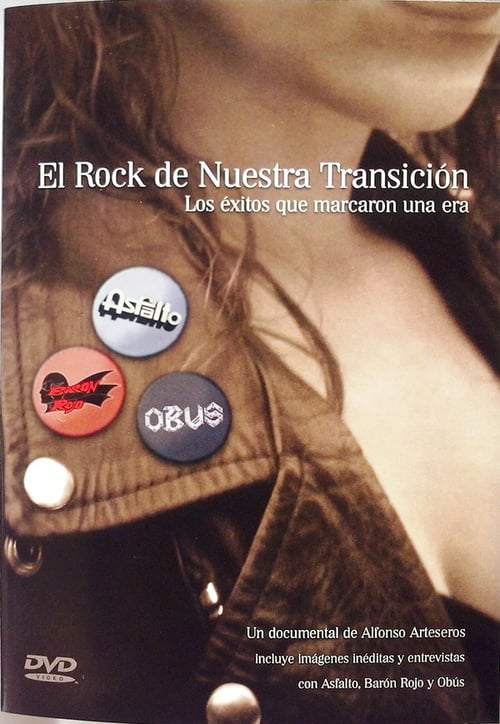 El Rock de Nuestra Transición
Los éxitos que marcaron una era
Asfalto
BARON
ROJO
OBUS
Un documental de Alfonso Arteseros
Incluye imágenes inéditas y entrevistas
con Asfalto, Barón Rojo y Obús
DVD
VIDEO